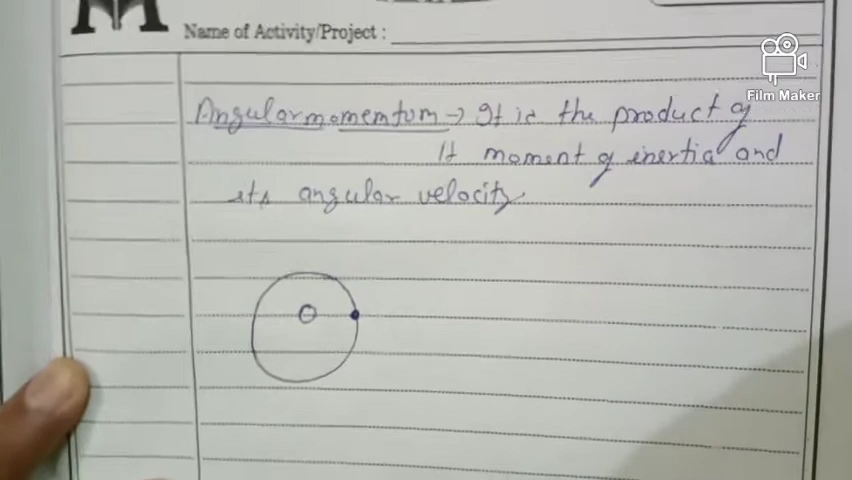 Name of Activity/Project :
Film Maker
Angular momentum → It is the product of
It moment of inertia and
its angular velocity